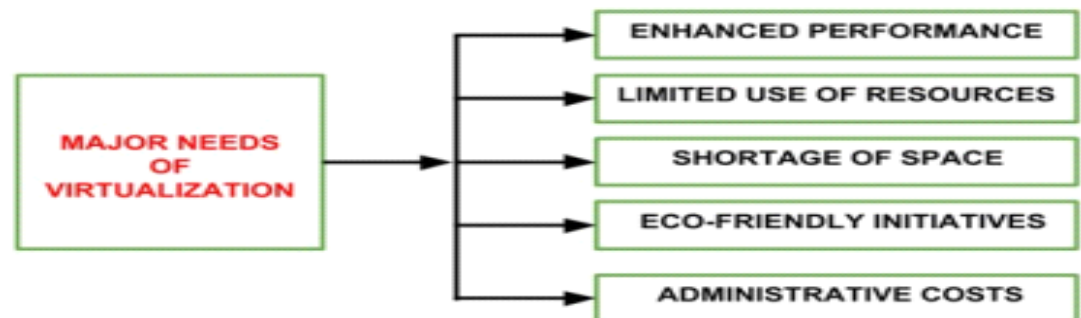 MAJOR NEEDS
OF
VIRTUALIZATION
ENHANCED PERFORMANCE
LIMITED USE OF RESOURCES
SHORTAGE OF SPACE
ECO-FRIENDLY INITIATIVES
ADMINISTRATIVE COSTS